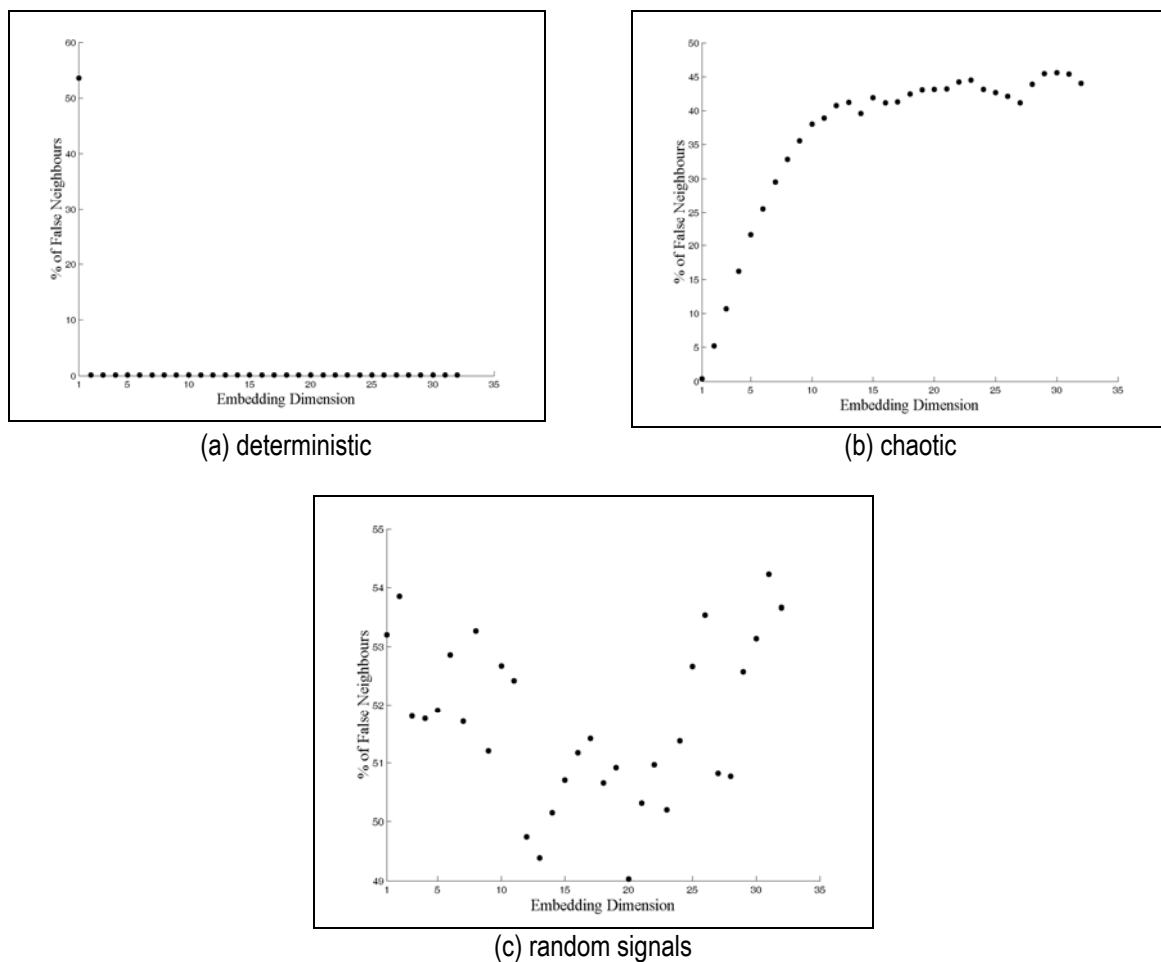 60
50
40
30
20
10
0
% of False Neighbours
1 5 10 15 20 25 30 35
Embedding Dimension
(a) deterministic
50
45
40
35
30
25
20
15
10
5
0
% of False Neighbours
1 5 10 15 20 25 30 35
Embedding Dimension
(b) chaotic
55
54
53
52
51
50
49
% of False Neighbours
1 5 10 15 20 25 30 35
Embedding Dimension
(c) random signals